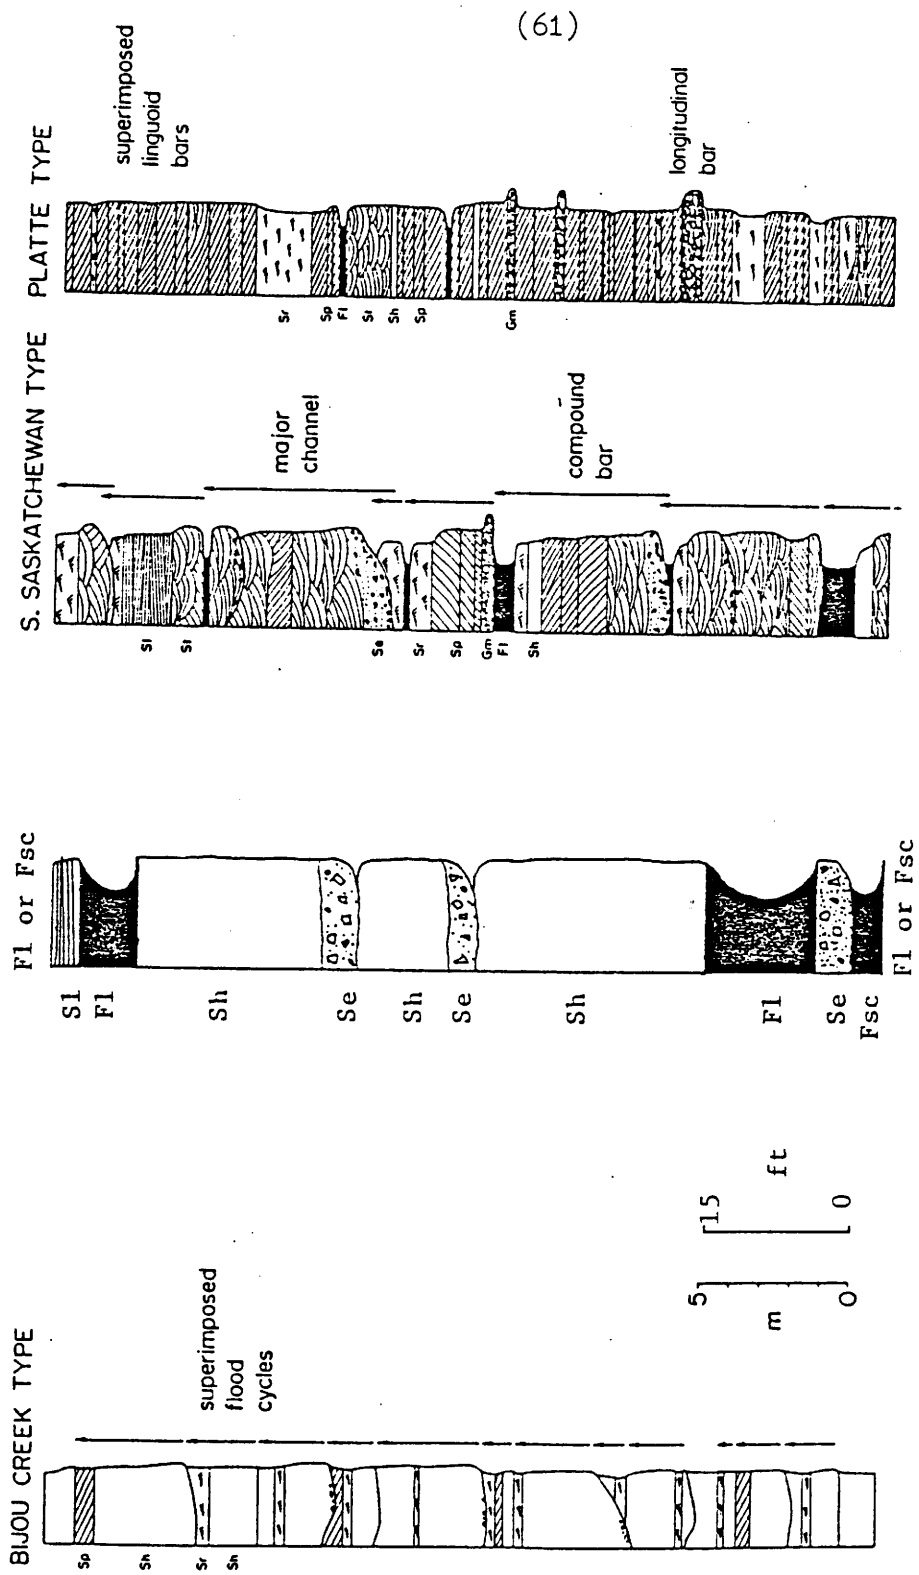 (61)
PLATTE TYPE
superimposed
linguoid
bars
longitudinal
bar
Sr
Sp
Fl
St
Sh
Sp
Gm
S. SASKATCHEWAN TYPE
major
channel
compound
bar
Sl
St
Se
Sr
Sp
Gm
Fl
Sh
Fl or Fsc
Sl
Fl
Sh
Se
Sh
Se
Sh
Fl
Se
Fsc
Fl or Fsc
BIJOU CREEK TYPE
superimposed
flood
cycles
Sp
Sh
Sr
Sh
5
m
0
15
ft
0